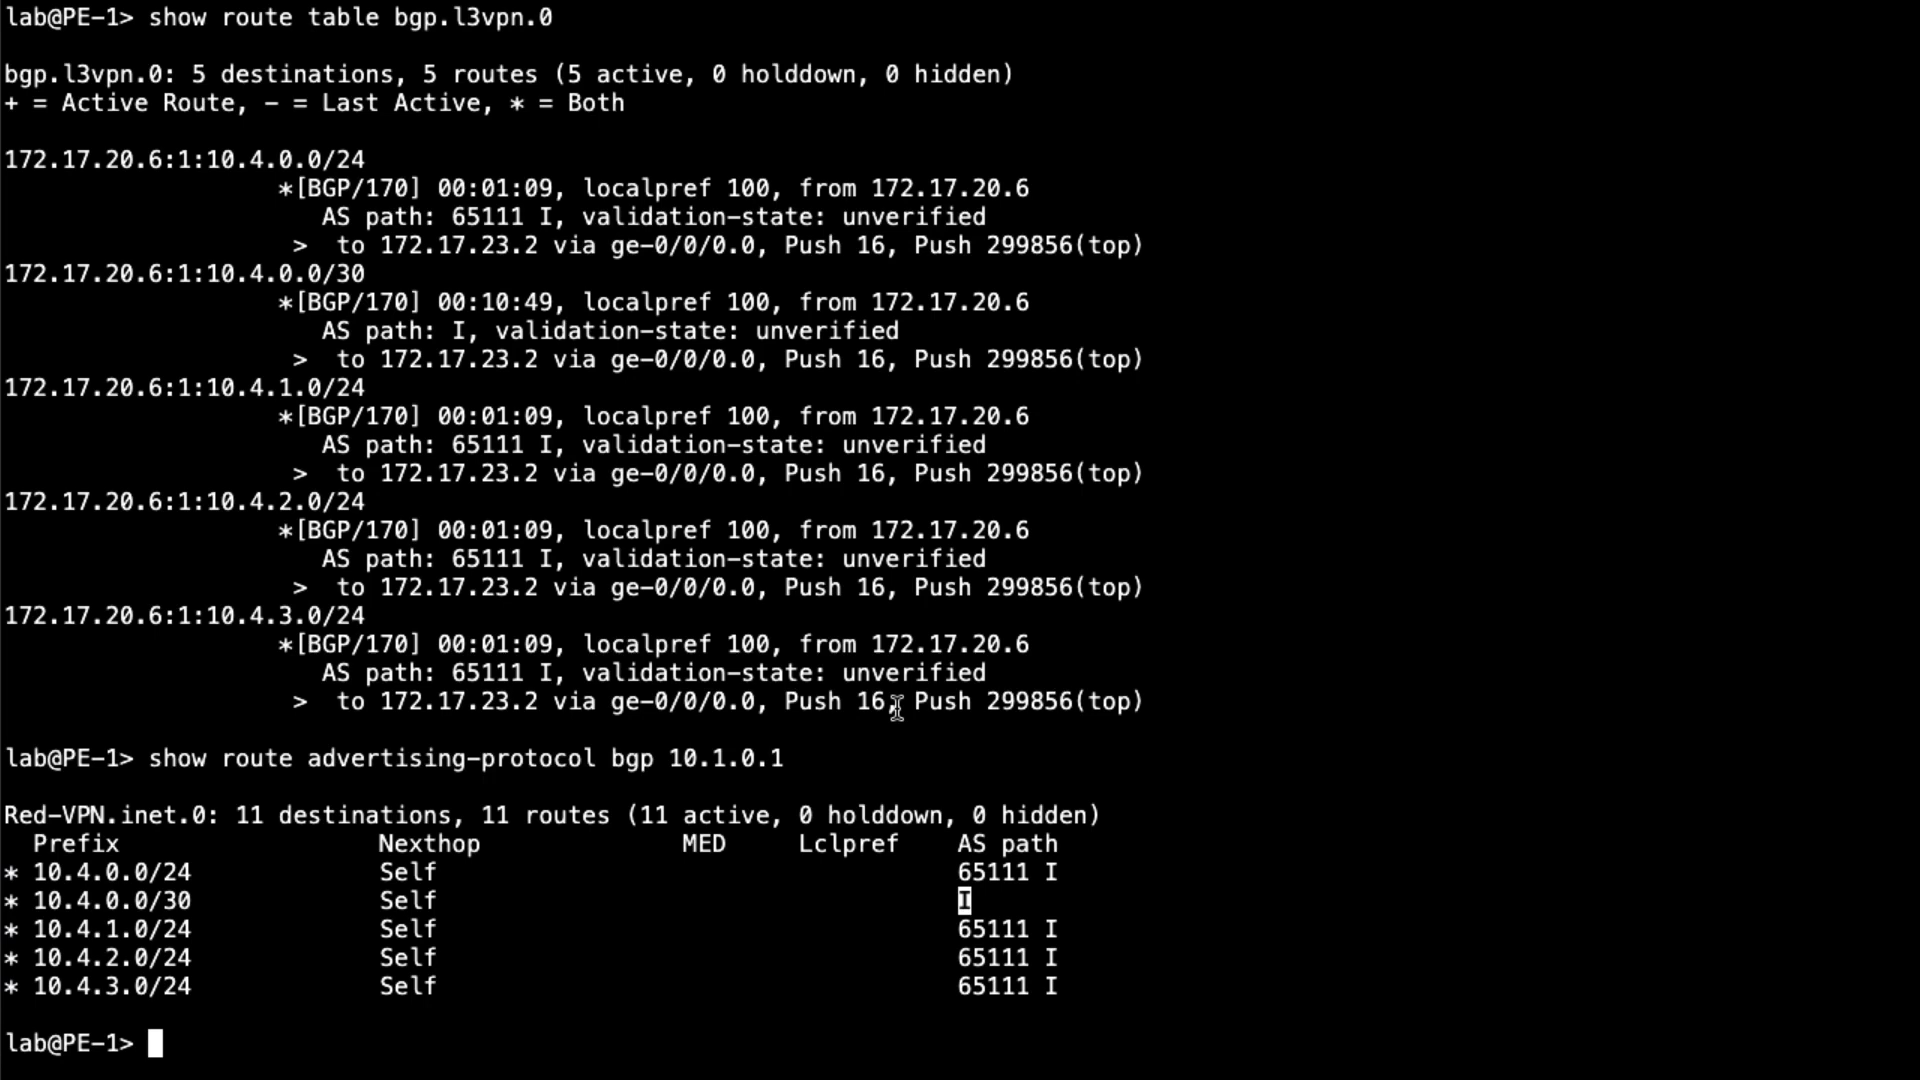 lab@PE-1> show route table bgp.l3vpn.0
bgp.l3vpn.0: 5 destinations, 5 routes (5 active, 0 holddown, 0 hidden)
+ = Active Route, - = Last Active, * = Both
172.17.20.6:1:10.4.0.0/24
*[BGP/170] 00:01:09, localpref 100, from 172.17.20.6
AS path: 65111 I, validation-state: unverified
> to 172.17.23.2 via ge-0/0/0.0, Push 16, Push 299856(top)
172.17.20.6:1:10.4.0.0/30
*[BGP/170] 00:10:49, localpref 100, from 172.17.20.6
AS path: I, validation-state: unverified
> to 172.17.23.2 via ge-0/0/0.0, Push 16, Push 299856(top)
172.17.20.6:1:10.4.1.0/24
*[BGP/170] 00:01:09, localpref 100, from 172.17.20.6
AS path: 65111 I, validation-state: unverified
> to 172.17.23.2 via ge-0/0/0.0, Push 16, Push 299856(top)
172.17.20.6:1:10.4.2.0/24
*[BGP/170] 00:01:09, localpref 100, from 172.17.20.6
AS path: 65111 I, validation-state: unverified
> to 172.17.23.2 via ge-0/0/0.0, Push 16, Push 299856(top)
172.17.20.6:1:10.4.3.0/24
*[BGP/170] 00:01:09, localpref 100, from 172.17.20.6
AS path: 65111 I, validation-state: unverified
> to 172.17.23.2 via ge-0/0/0.0, Push 16, Push 299856(top)
lab@PE-1> show route advertising-protocol bgp 10.1.0.1
Red-VPN.inet.0: 11 destinations, 11 routes (11 active, 0 holddown, 0 hidden)
Prefix Nexthop MED Lclpref AS path
* 10.4.0.0/24 Self 65111 I
* 10.4.0.0/30 Self I
* 10.4.1.0/24 Self 65111 I
* 10.4.2.0/24 Self 65111 I
* 10.4.3.0/24 Self 65111 I
lab@PE-1>